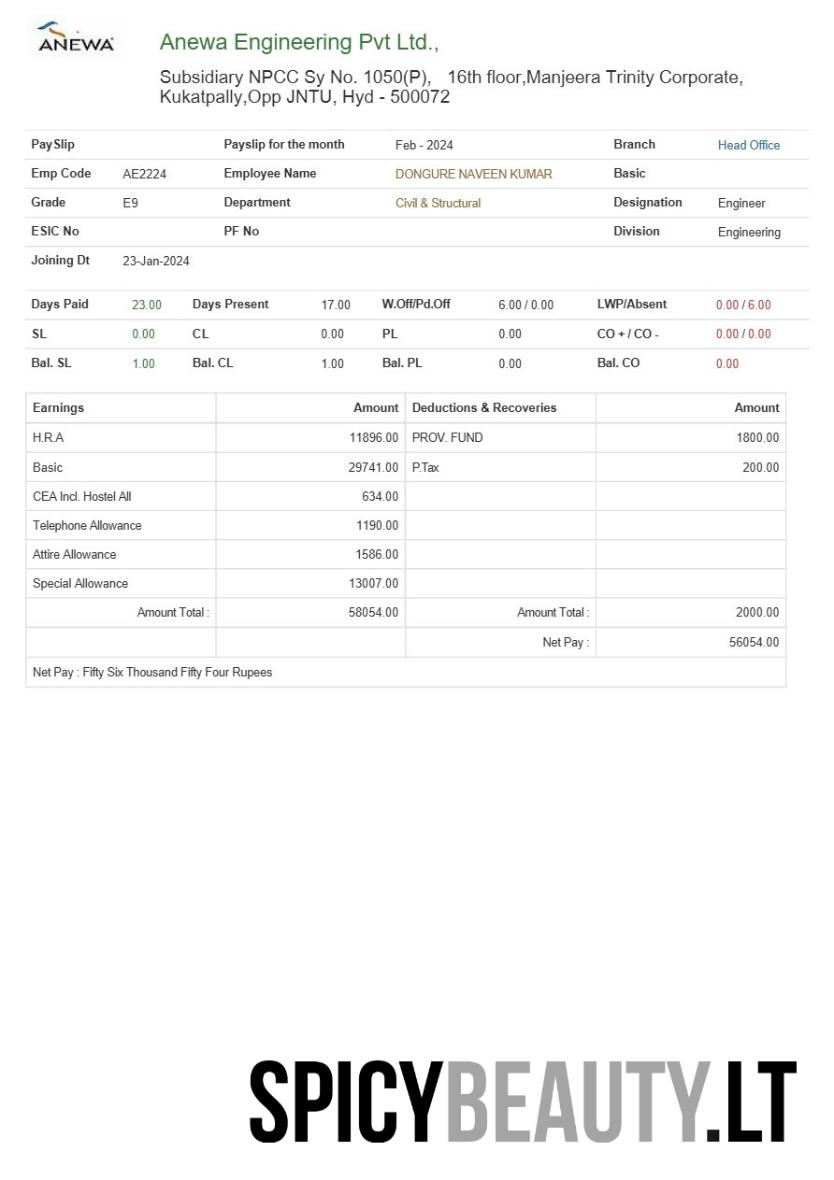 ANEWA
Anewa Engineering Pvt Ltd.,
Subsidiary NPCC Sy No. 1050(P), 16th floor,Manjeera Trinity Corporate,
Kukatpally,Opp JNTU, Hyd - 500072
PaySlip Payslip for the month Feb - 2024 Branch Head Office
Emp Code AE2224 Employee Name DONGURE NAVEEN KUMAR Basic
Grade E9 Department Civil & Structural Designation Engineer
ESIC No PF No Division Engineering
Joining Dt 23-Jan-2024
Days Paid 23.00 Days Present 17.00 W.Off/Pd.Off 6.00 / 0.00 LWP/Absent 0.00 / 6.00
SL 0.00 CL 0.00 PL 0.00 CO + / CO - 0.00 / 0.00
Bal. SL 1.00 Bal. CL 1.00 Bal. PL 0.00 Bal. CO 0.00
Earnings Amount Deductions & Recoveries Amount
H.R.A 11896.00 PROV. FUND 1800.00
Basic 29741.00 P.Tax 200.00
CEA Incl. Hostel All 634.00
Telephone Allowance 1190.00
Attire Allowance 1586.00
Special Allowance 13007.00
Amount Total : 58054.00 Amount Total : 2000.00
Net Pay : 56054.00
Net Pay : Fifty Six Thousand Fifty Four Rupees
SPICYBEAUTY.LT